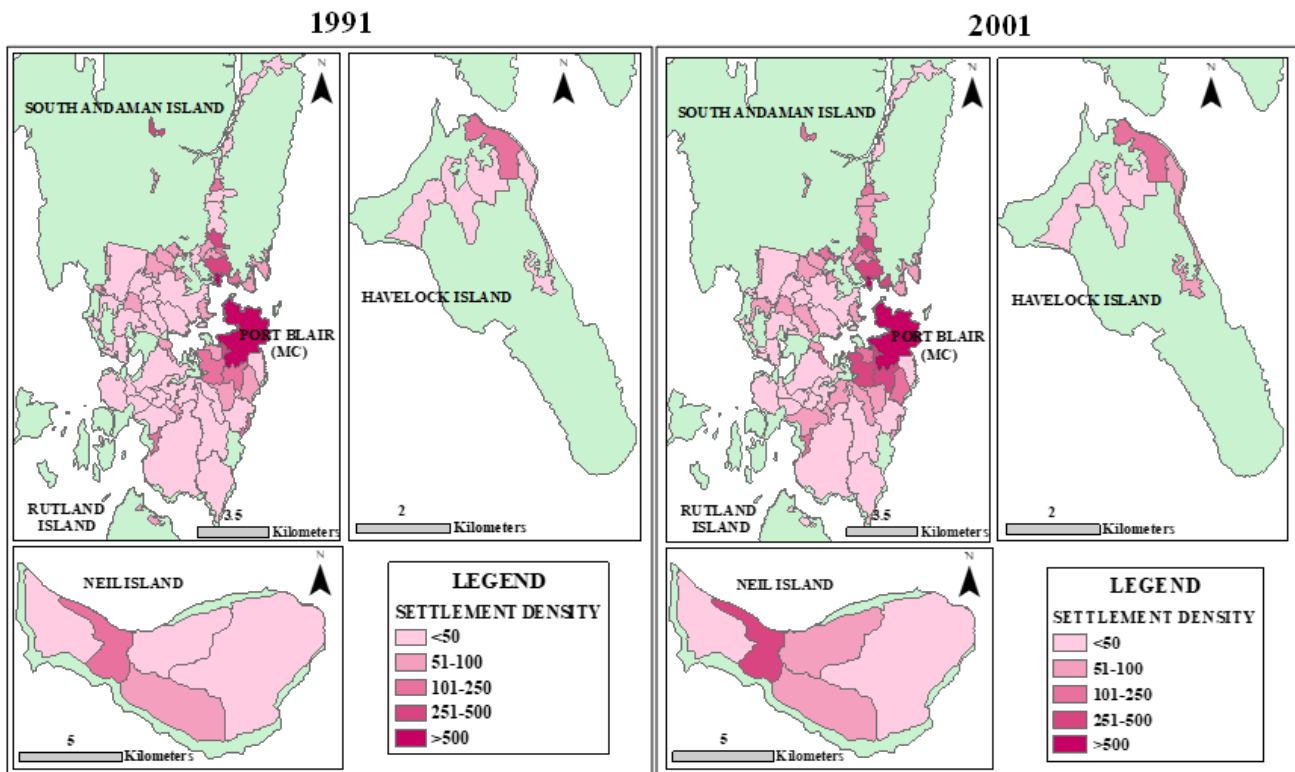 1991
N
SOUTH ANDAMAN ISLAND
PORT BLAIR
(MC)
RUTLAND
ISLAND
3.5
Kilometers
N
HAVELOCK ISLAND
2
Kilometers
N
NEIL ISLAND
5
Kilometers
LEGEND
SETTLEMENT DENSITY
<50
51-100
101-250
251-500
>500
2001
N
SOUTH ANDAMAN ISLAND
PORT BLAIR
(MC)
RUTLAND
ISLAND
3.5
Kilometers
N
HAVELOCK ISLAND
2
Kilometers
N
NEIL ISLAND
5
Kilometers
LEGEND
SETTLEMENT DENSITY
<50
51-100
101-250
251-500
>500